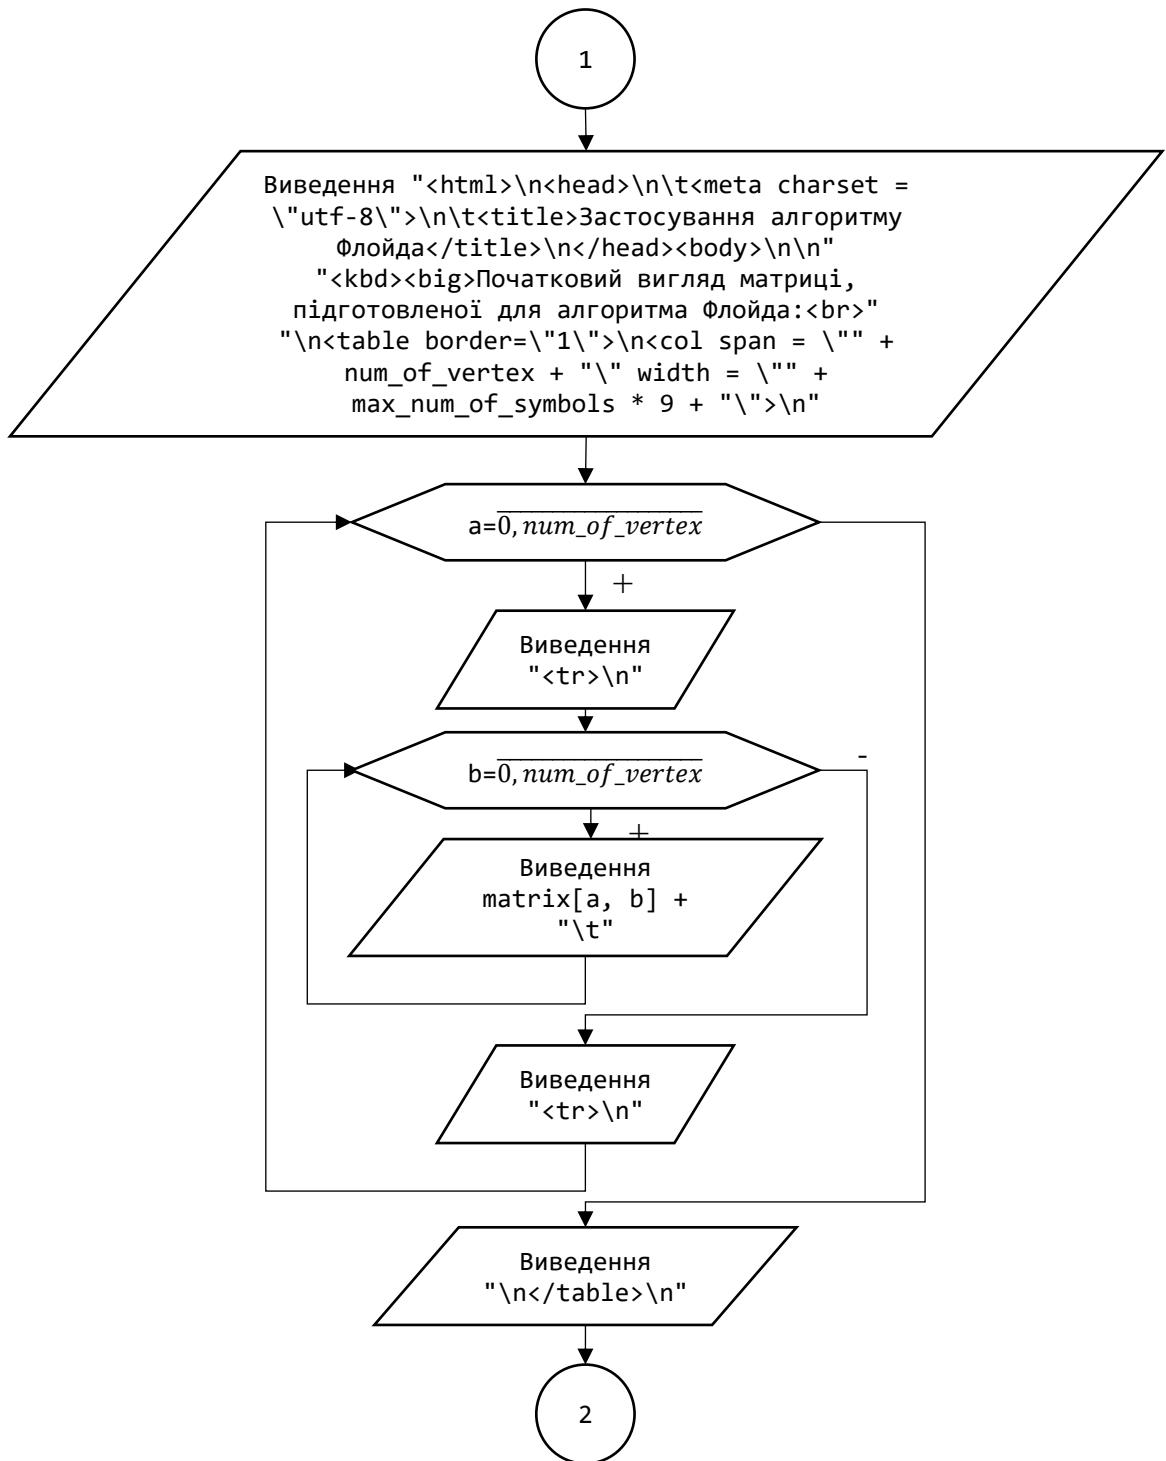 1
Виведення "<html>\n<head>\n\t<meta charset =
\"utf-8\">\n\t<title>Застосування алгоритму
Флойда</title>\n</head><body>\n\n"
"<kbd><big>Початковий вигляд матриці,
підготовленої для алгоритма Флойда:<br>"
"\n<table border=\"1\">\n<col span = \"" +
num_of_vertex + "\" width = \"" +
max_num_of_symbols * 9 + "\">\n"
a=0, num_of_vertex
+
Виведення
"<tr>\n"
b=0, num_of_vertex
-
+
Виведення
matrix[a, b] +
"\t"
Виведення
"<tr>\n"
Виведення
"\n</table>\n"
2